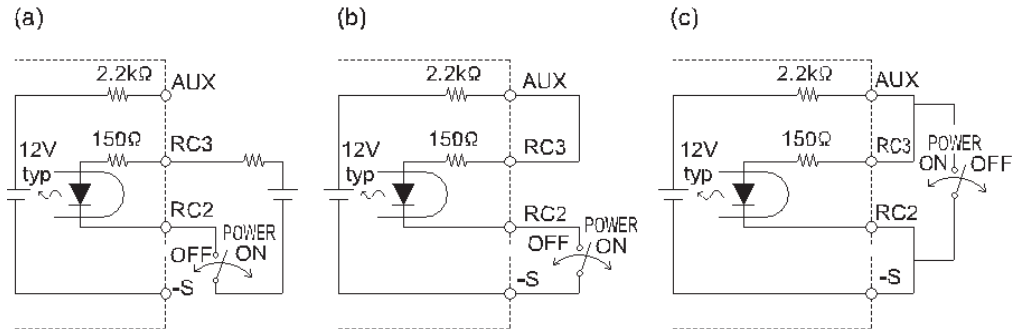 (a)
2.2kΩ
AUX
150Ω
RC3
12V
typ
RC2
POWER
OFF
ON
-S
(b)
2.2kΩ
AUX
150Ω
RC3
12V
typ
RC2
POWER
OFF
ON
-S
(c)
2.2kΩ
AUX
150Ω
RC3
POWER
ON
OFF
12V
typ
RC2
-S